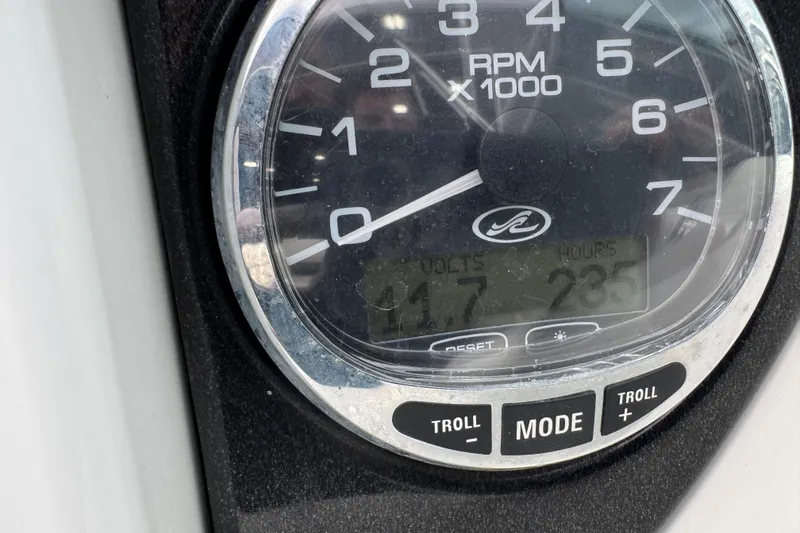 3 4
2 5
RPM
X1000
1 6
0 7
VOLTS HOURS
11.7 235
RESET
TROLL
-
MODE
TROLL
+